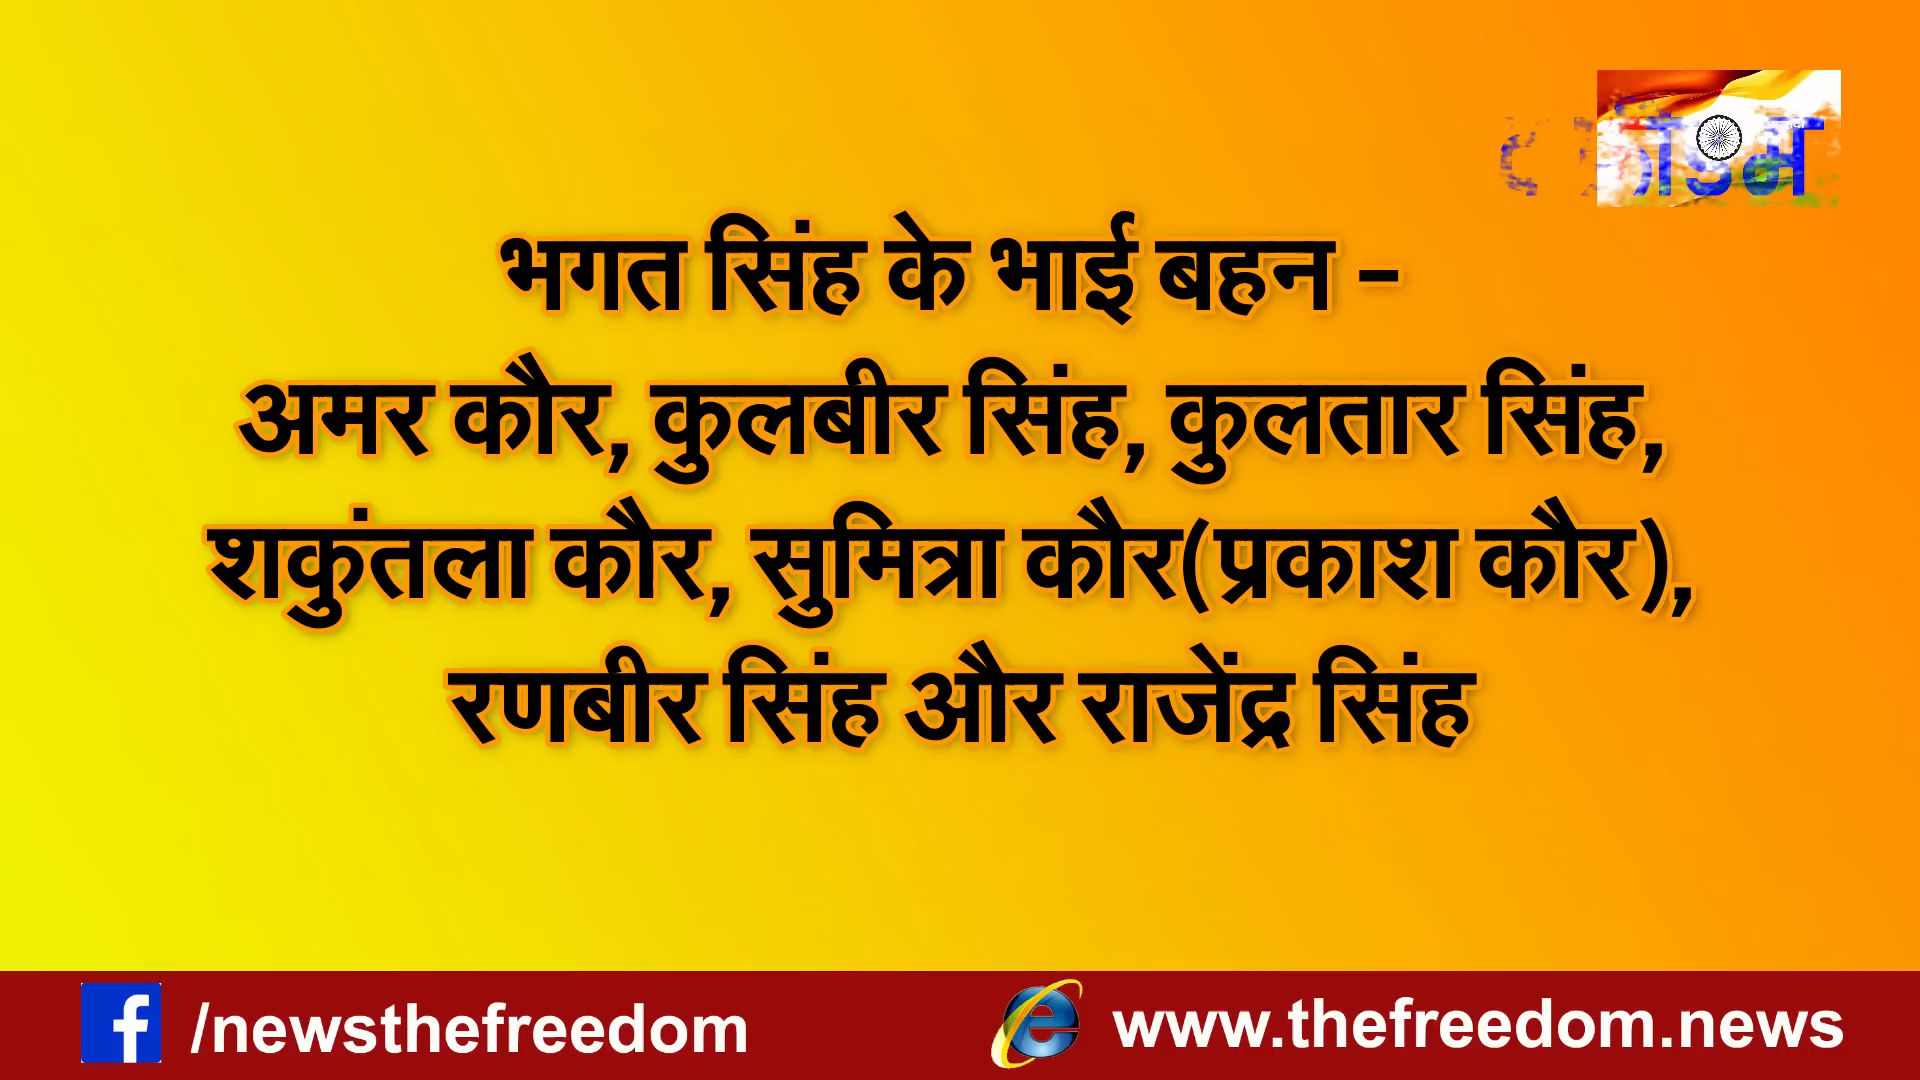 भगत सिंह के भाई बहन -
अमर कौर, कुलबीर सिंह, कुलतार सिंह,
शकुंतला कौर, सुमित्रा कौर(प्रकाश कौर),
रणबीर सिंह और राजेंद्र सिंह
/newsthefreedom
www.thefreedom.news